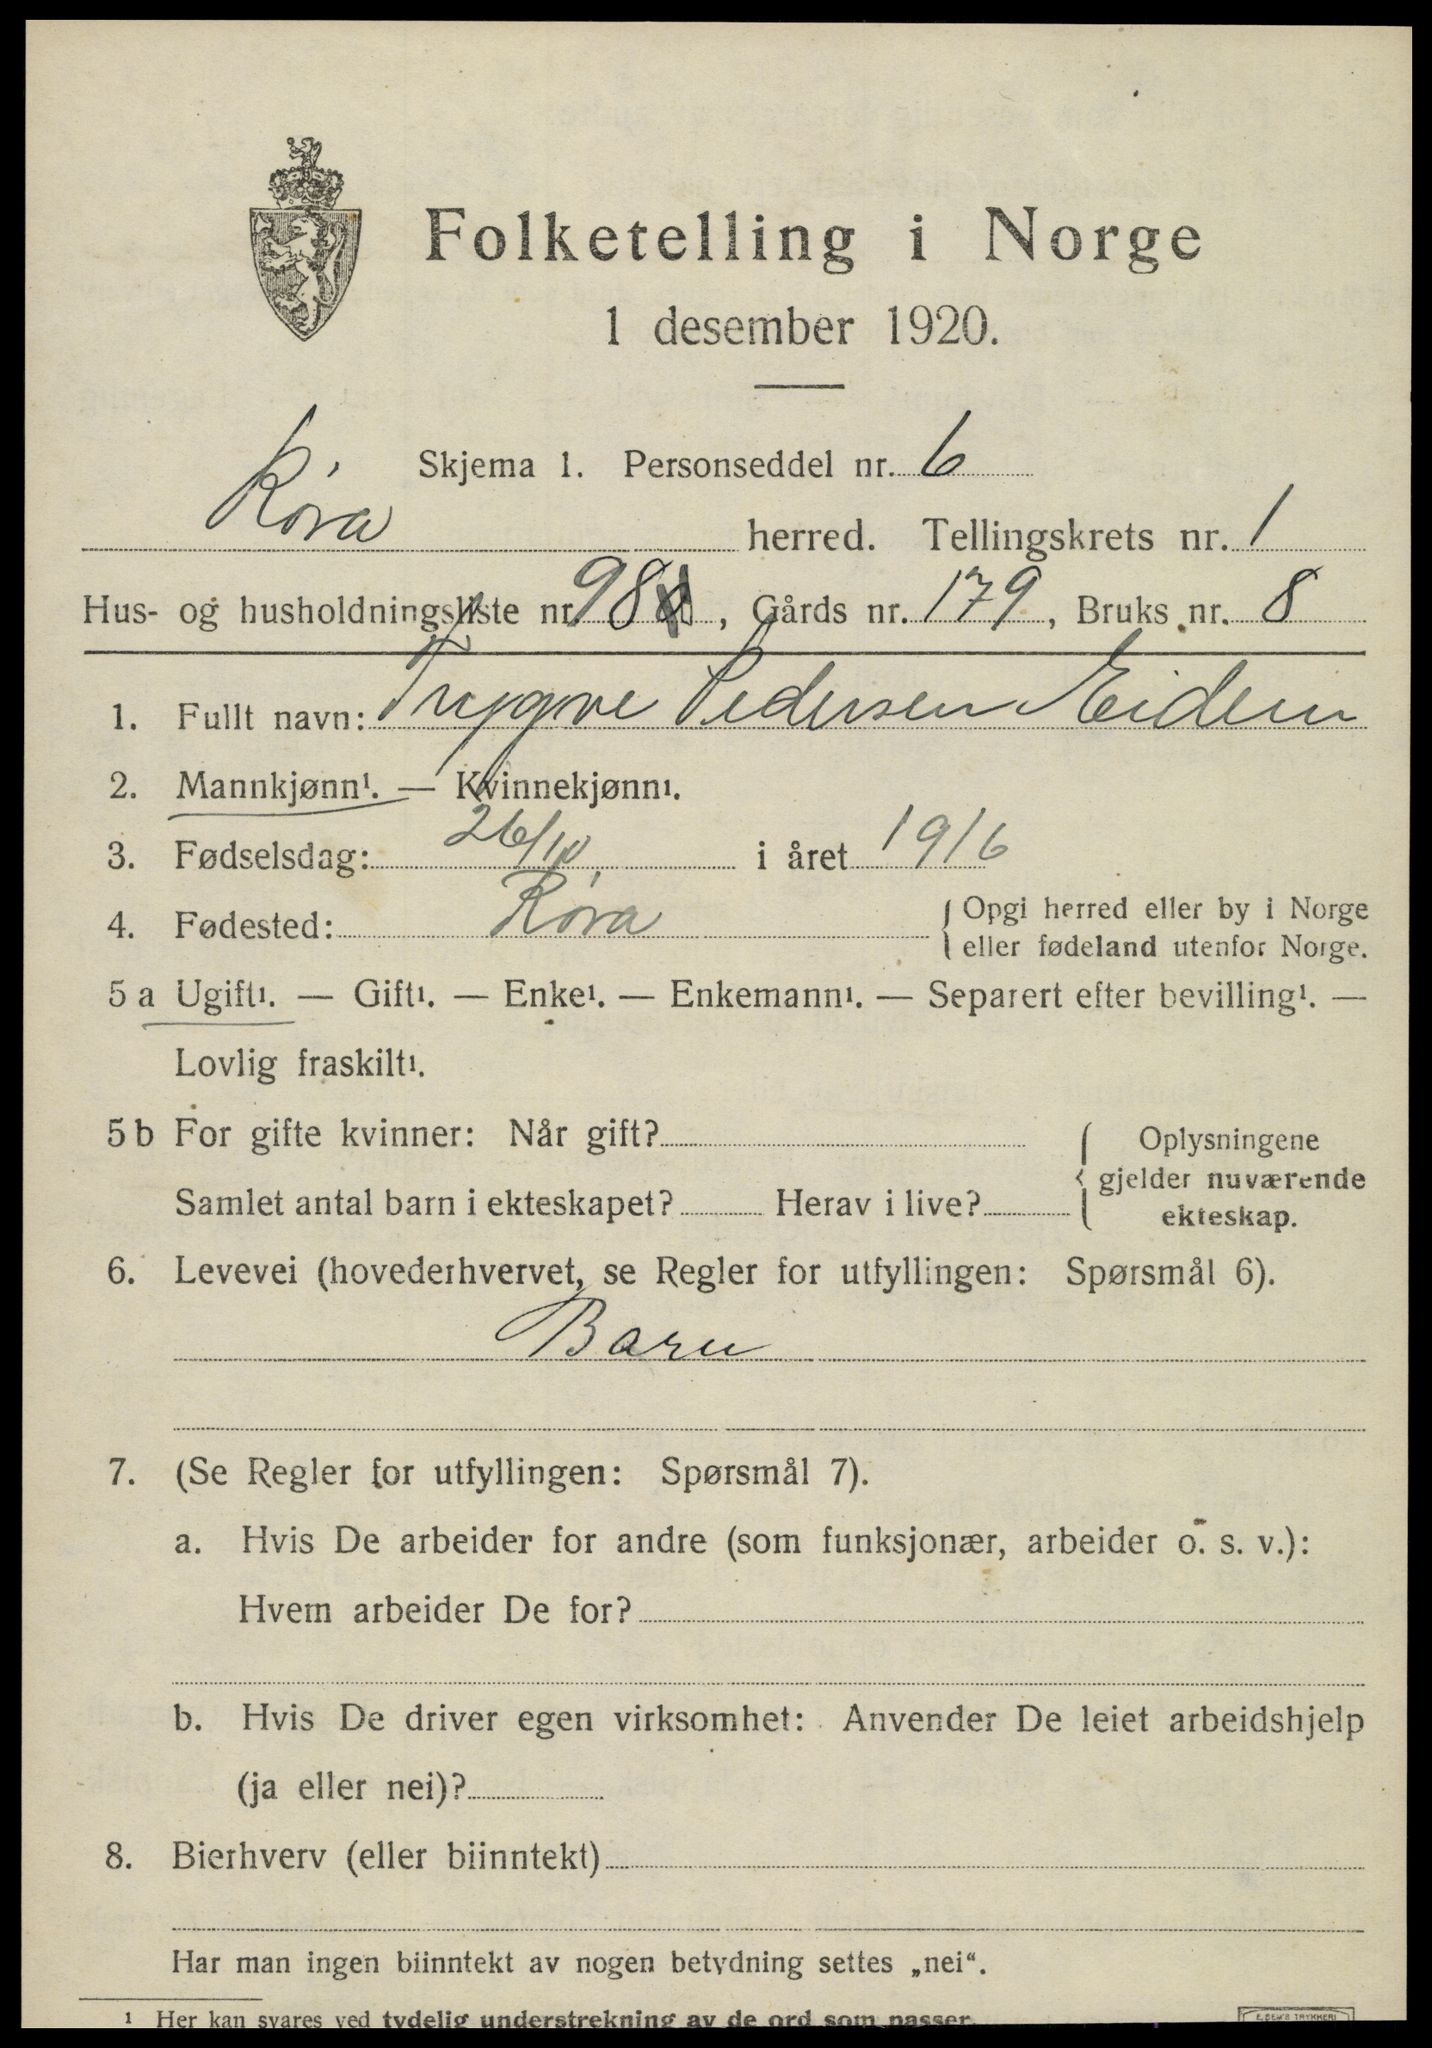 Folketelling i Norge
1 desember 1920.
Skjema 1. Personseddel nr. 6
Røra herred. Tellingskrets nr. 1
Hus- og husholdningsliste nr. 98, Gårds nr. 179, Bruks nr. 8
1. Fullt navn: Trygve Pedersen Eidem
2. Mannkjønn¹. — Kvinnekjønn¹.
3. Fødselsdag: 26/10 i året 1916
4. Fødested: Røra { Opgi herred eller by i Norge
eller fødeland utenfor Norge.
5 a Ugift¹. — Gift¹. — Enke¹. — Enkemann¹. — Separert efter bevilling¹. —
Lovlig fraskilt¹.
5 b For gifte kvinner: Når gift? { Oplysningene
gjelder nuværende
Samlet antal barn i ekteskapet? Herav i live? ekteskap.
6. Levevei (hovederhvervet, se Regler for utfyllingen: Spørsmål 6).
Barn
7. (Se Regler for utfyllingen: Spørsmål 7).
a. Hvis De arbeider for andre (som funksjonær, arbeider o. s. v.):
Hvem arbeider De for?
b. Hvis De driver egen virksomhet: Anvender De leiet arbeidshjelp
(ja eller nei)?
8. Bierhverv (eller biinntekt)
Har man ingen biinntekt av nogen betydning settes „nei“.
¹ Her kan svares ved tydelig understrekning av de ord som passer.